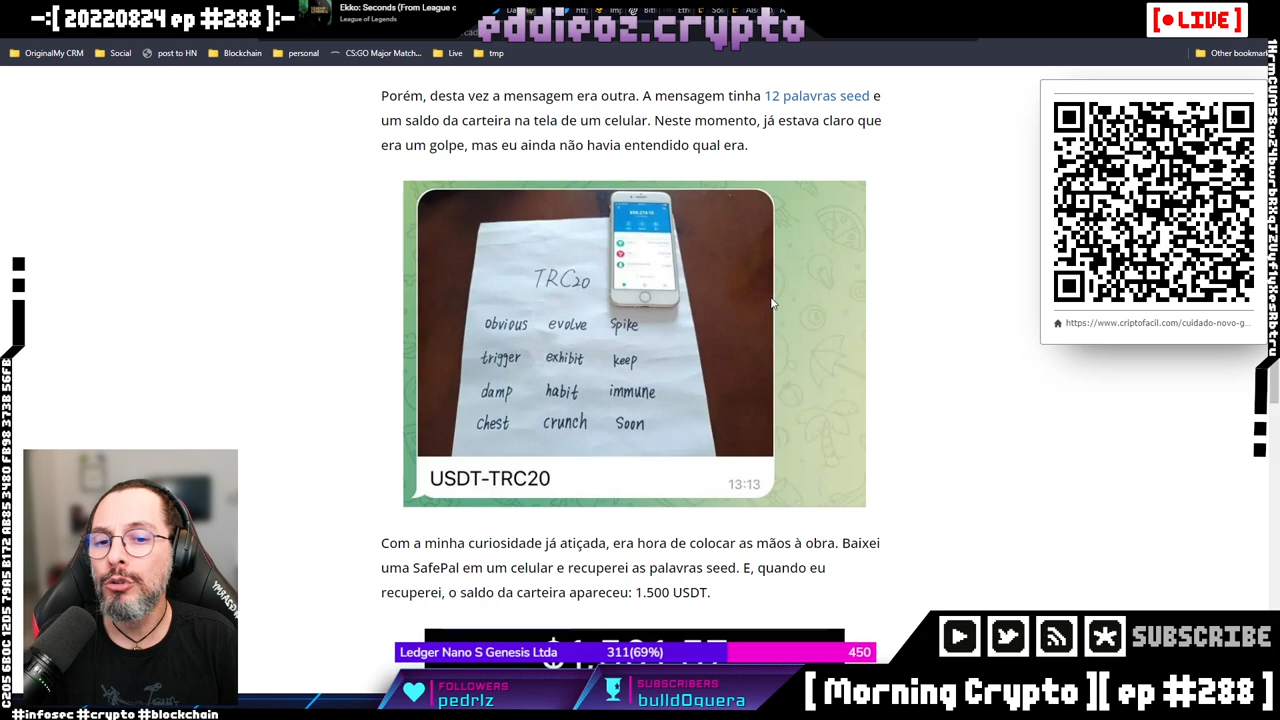 -:[ 20220824 ep #288 ]:-
Ekko: Seconds (From League c
League of Legends
eddieoz.crypto
[ • LIVE ]
OriginalMy CRM
Social
post to HN
Blockchain
personal
CS:GO Major Match...
Live
tmp
Other bookmark
Porém, desta vez a mensagem era outra. A mensagem tinha 12 palavras seed e
um saldo da carteira na tela de um celular. Neste momento, já estava claro que
era um golpe, mas eu ainda não havia entendido qual era.
TRC20
obvious evolve Spike
trigger exhibit keep
damp habit immune
chest crunch Soon
USDT-TRC20
13:13
https://www.criptofacil.com/cuidado-novo-g...
Com a minha curiosidade já atiçada, era hora de colocar as mãos à obra. Baixei
uma SafePal em um celular e recuperei as palavras seed. E, quando eu
recuperei, o saldo da carteira apareceu: 1.500 USDT.
Ledger Nano S Genesis Ltda 311(69%) 450
FOLLOWERS
pedrlz
SUBSCRIBERS
SUBSCRIBE
[ Morning Crypto ][ ep #288 ]
#infosec #crypto #blockchain